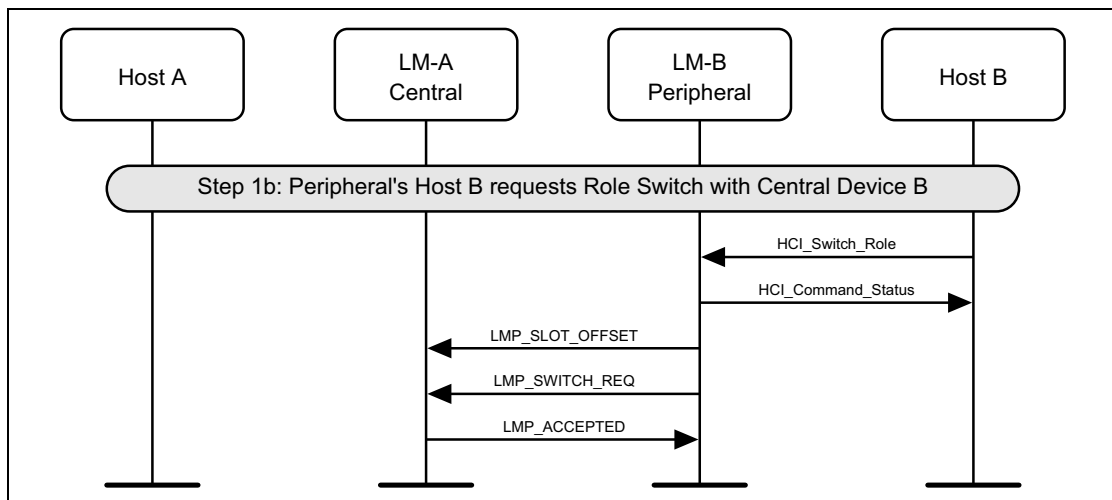 Host A
LM-A
Central
LM-B
Peripheral
Host B
Step 1b: Peripheral's Host B requests Role Switch with Central Device B
HCI_Switch_Role
HCI_Command_Status
LMP_SLOT_OFFSET
LMP_SWITCH_REQ
LMP_ACCEPTED